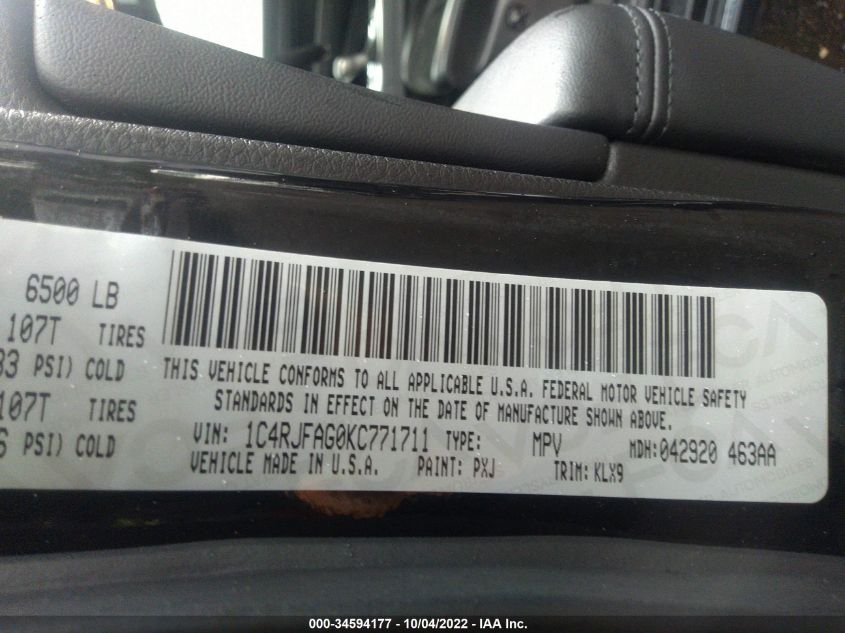 6500 LB
107T TIRES
33 PSI) COLD
107T TIRES
PSI) COLD
THIS VEHICLE CONFORMS TO ALL APPLICABLE U.S.A. FEDERAL MOTOR VEHICLE SAFETY
STANDARDS IN EFFECT ON THE DATE OF MANUFACTURE SHOWN ABOVE.
VIN: 1C4RJFAG0KC771711 TYPE: MPV MDH: 042920 463AA
VEHICLE MADE IN U.S.A. PAINT: PXJ TRIM: KLX9
000-34594177 - 10/04/2022 - IAA Inc.